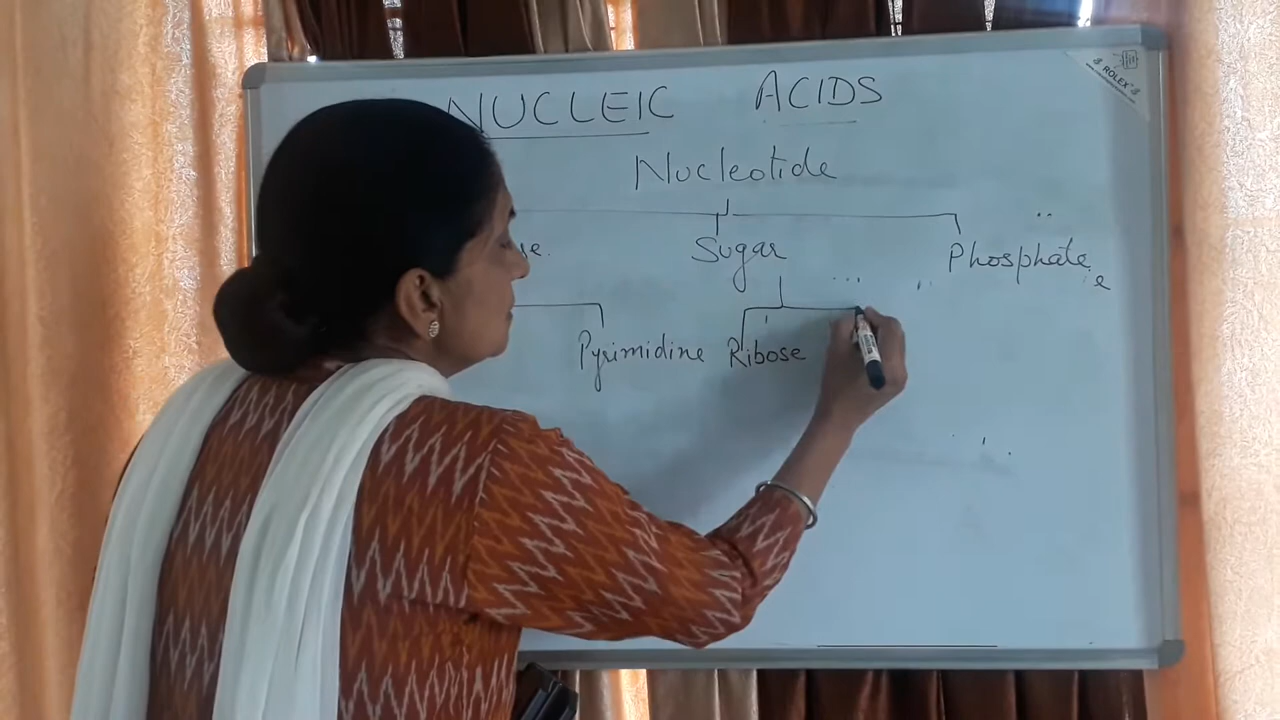 NUCLEIC ACIDS
Nucleotide
Sugar Phosphate
Pyrimidine Ribose
ROLEX